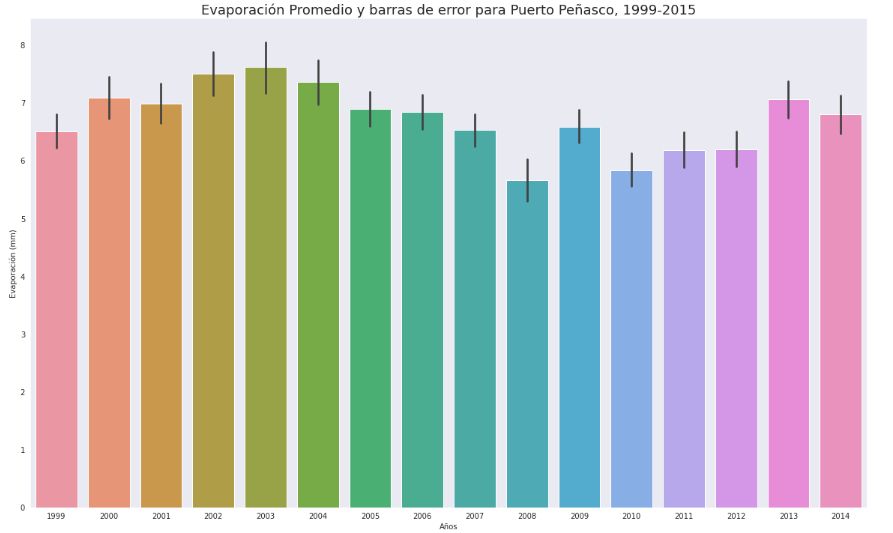 Evaporación Promedio y barras de error para Puerto Peñasco, 1999-2015
8
7
6
5
4
3
2
1
0
Evaporación (mm)
1999 2000 2001 2002 2003 2004 2005 2006 2007 2008 2009 2010 2011 2012 2013 2014
Años